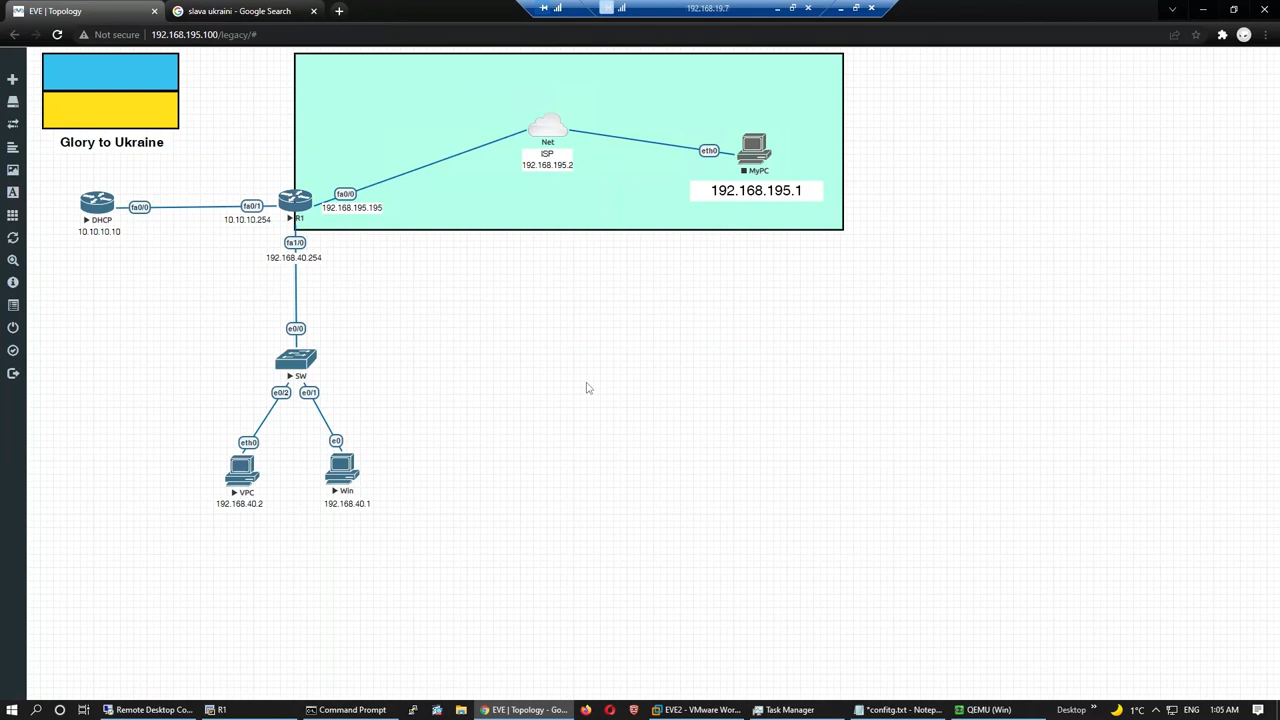 EVE | Topology
slava ukraini - Google Search
192.168.19.7
Not secure
192.168.195.100/legacy/#
Glory to Ukraine
Net
ISP
192.168.195.2
eth0
MyPC
192.168.195.1
DHCP
10.10.10.10
fa0/0
fa0/1
10.10.10.254
R1
fa0/0
192.168.195.195
fa1/0
192.168.40.254
e0/0
SW
e0/2
e0/1
eth0
e0
VPC
192.168.40.2
Win
192.168.40.1
Remote Desktop Co...
R1
Command Prompt
EVE | Topology - Go...
EVE2 - VMware Wor...
Task Manager
*confitg.txt - Notep...
QEMU (Win)
Desktop
1°C
ENG
1:05 AM